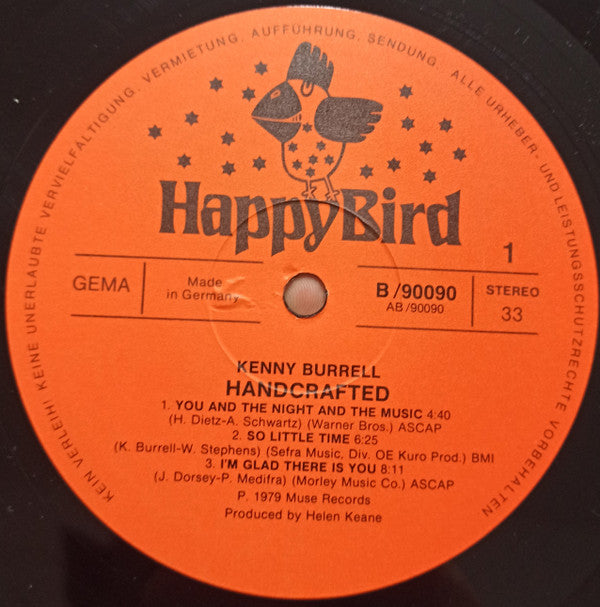 KEIN VERLEIH! KEINE UNERLAUBTE VERVIELFÄLTIGUNG, VERMIETUNG, AUFFÜHRUNG, SENDUNG. ALLE URHEBER- UND LEISTUNGSSCHUTZRECHTE VORBEHALTEN.
HappyBird
1
GEMA
Made
in Germany
B/90090
AB/90090
STEREO
33
KENNY BURRELL
HANDCRAFTED
1. YOU AND THE NIGHT AND THE MUSIC 4:40
(H. Dietz-A. Schwartz) (Warner Bros.) ASCAP
2. SO LITTLE TIME 6:25
(K. Burrell-W. Stephens) (Sefra Music, Div. OE Kuro Prod.) BMI
3. I'M GLAD THERE IS YOU 8:11
(J. Dorsey-P. Medifra) (Morley Music Co.) ASCAP
P. 1979 Muse Records
Produced by Helen Keane